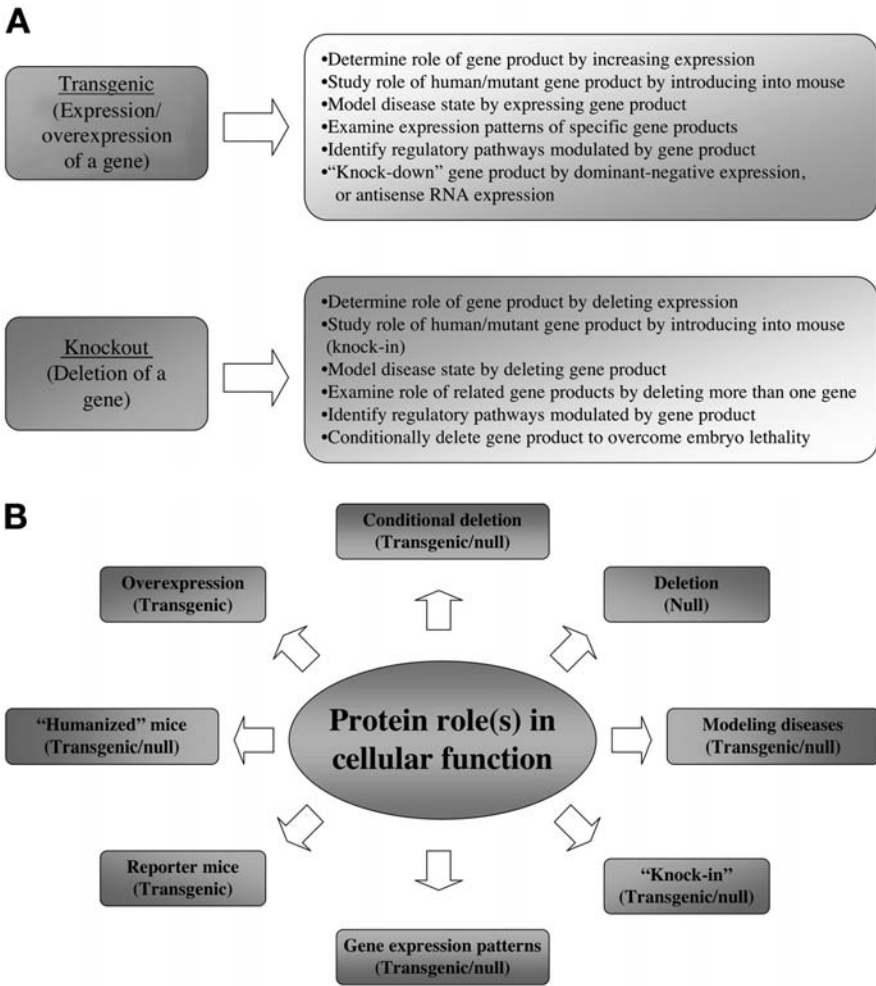 A
Transgenic
(Expression/
overexpression
of a gene)
•Determine role of gene product by increasing expression
•Study role of human/mutant gene product by introducing into mouse
•Model disease state by expressing gene product
•Examine expression patterns of specific gene products
•Identify regulatory pathways modulated by gene product
•“Knock-down” gene product by dominant-negative expression,
or antisense RNA expression
Knockout
(Deletion of a
gene)
•Determine role of gene product by deleting expression
•Study role of human/mutant gene product by introducing into mouse
(knock-in)
•Model disease state by deleting gene product
•Examine role of related gene products by deleting more than one gene
•Identify regulatory pathways modulated by gene product
•Conditionally delete gene product to overcome embryo lethality
B
Conditional deletion
(Transgenic/null)
Overexpression
(Transgenic)
Deletion
(Null)
“Humanized” mice
(Transgenic/null)
Protein role(s) in
cellular function
Modeling diseases
(Transgenic/null)
Reporter mice
(Transgenic)
“Knock-in”
(Transgenic/null)
Gene expression patterns
(Transgenic/null)